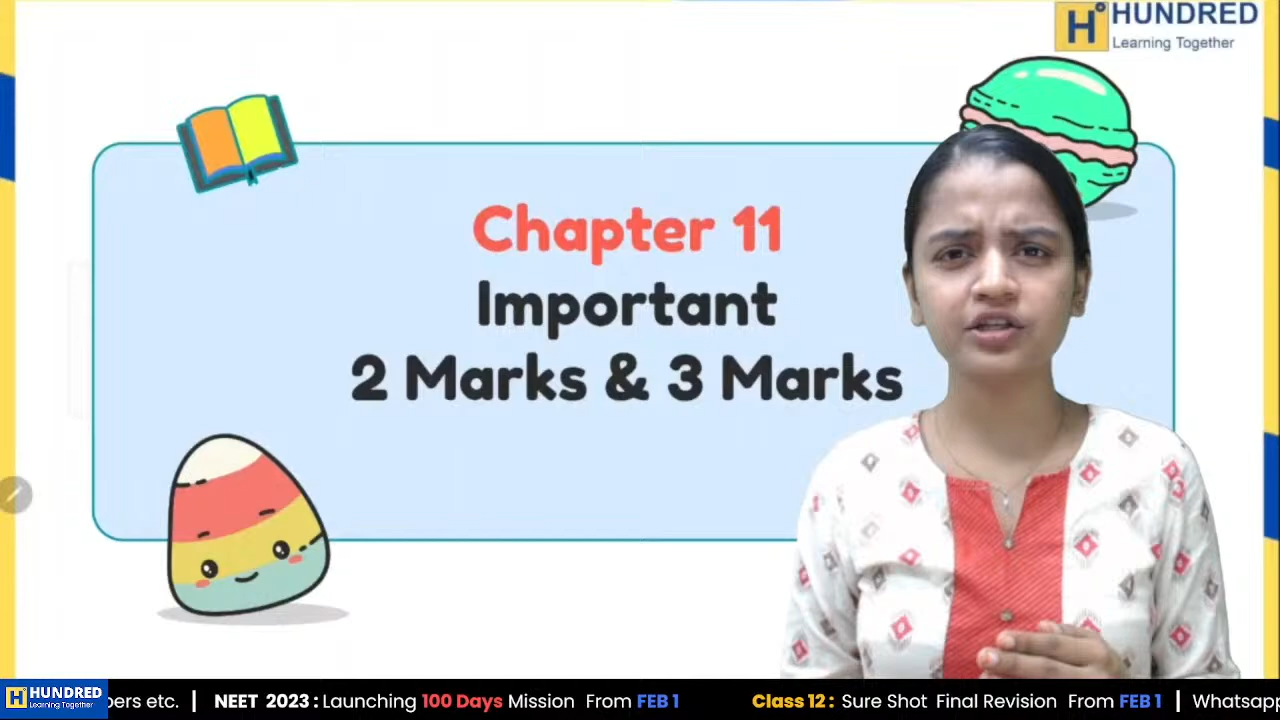 HUNDRED
Learning Together
Chapter 11
Important
2 Marks & 3 Marks
HUNDRED
Learning Together
etc. | NEET 2023 : Launching 100 Days Mission From FEB 1 Class 12 : Sure Shot Final Revision From FEB 1 | Whatsapp